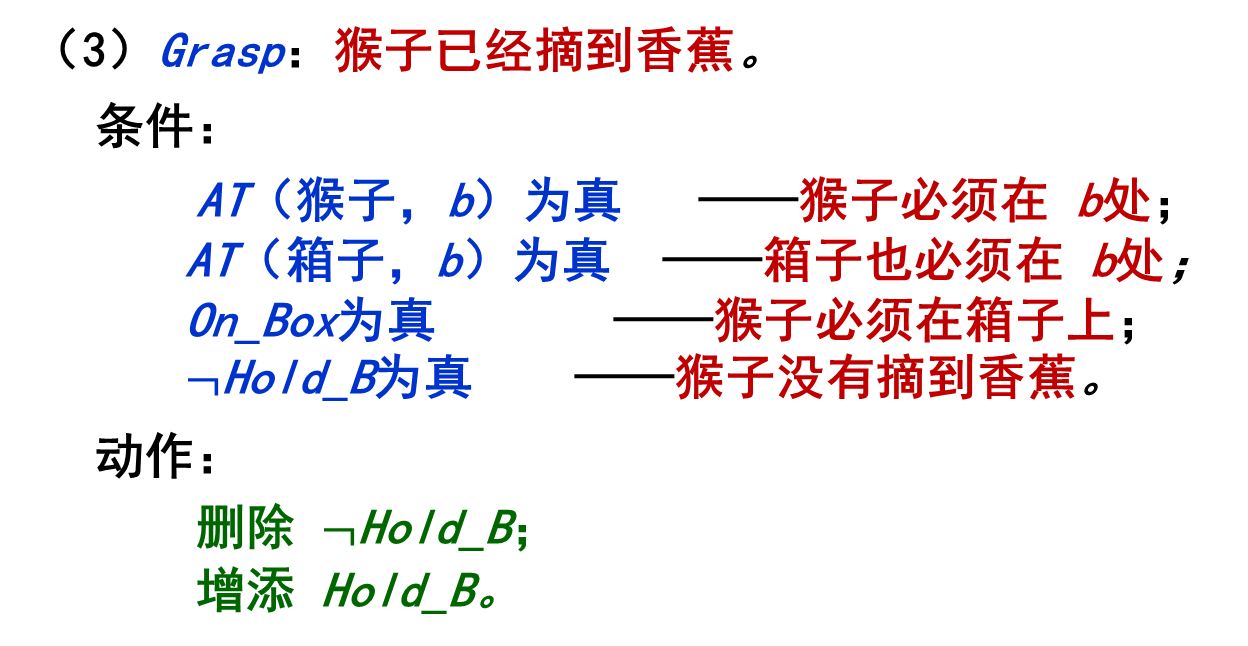 （3）Grasp：猴子已经摘到香蕉。
条件：
AT（猴子，b）为真 ——猴子必须在 b处；
AT（箱子，b）为真 ——箱子也必须在 b处；
On_Box为真 ——猴子必须在箱子上；
¬Hold_B为真 ——猴子没有摘到香蕉。
动作：
删除 ¬Hold_B；
增添 Hold_B。